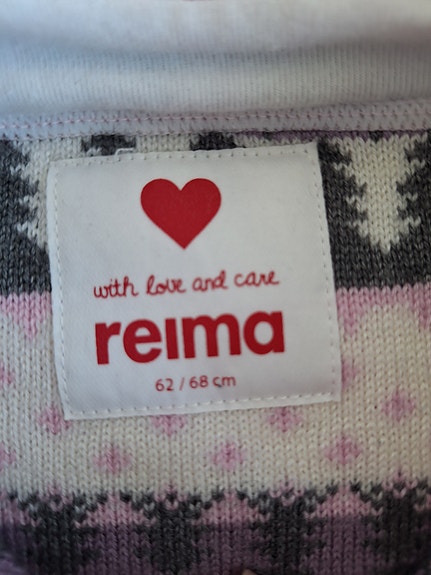 with love and care
reima
62 / 68 cm